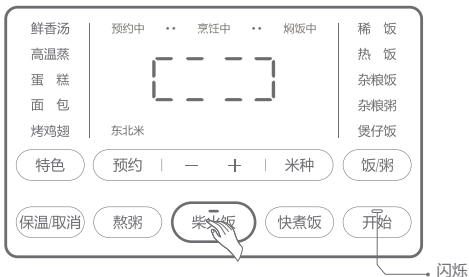 鲜香汤 预约中 •• 烹饪中 •• 焖饭中 稀 饭
高温蒸 热 饭
蛋 糕 杂粮饭
面 包 杂粮粥
烤鸡翅 东北米 煲仔饭
特色 预约 — + 米种 饭/粥
保温/取消 熬粥 柴火饭 快煮饭 开始
闪烁